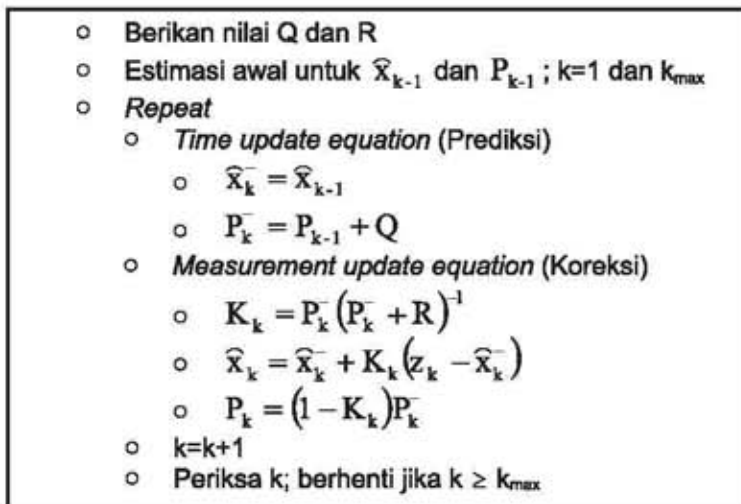 ○ Berikan nilai Q dan R
○ Estimasi awal untuk x̂ₖ₋₁ dan Pₖ₋₁ ; k=1 dan kₘₐₓ
○ Repeat
○ Time update equation (Prediksi)
○ x̂ₖ⁻ = x̂ₖ₋₁
○ Pₖ⁻ = Pₖ₋₁ + Q
○ Measurement update equation (Koreksi)
○ Kₖ = Pₖ⁻(Pₖ⁻ + R)⁻¹
○ x̂ₖ = x̂ₖ⁻ + Kₖ(zₖ − x̂ₖ⁻)
○ Pₖ = (1 − Kₖ)Pₖ⁻
○ k=k+1
○ Periksa k; berhenti jika k ≥ kₘₐₓ